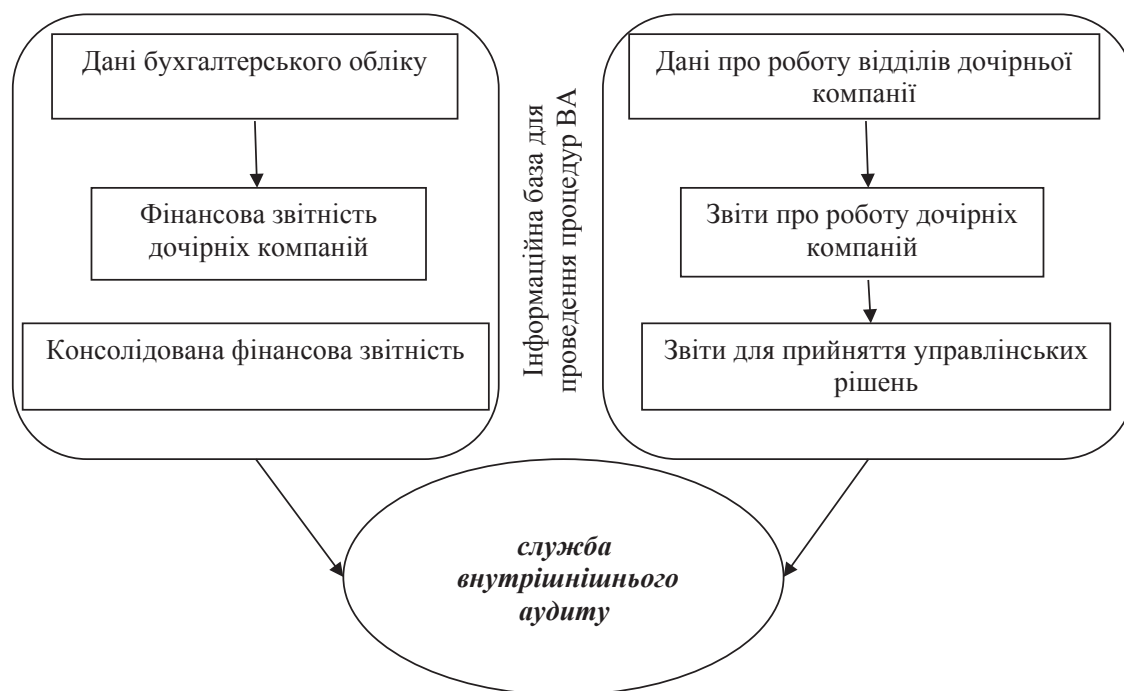 Дані бухгалтерського обліку
Фінансова звітність
дочірніх компаній
Консолідована фінансова звітність
Інформаційна база для
проведення процедур ВА
Дані про роботу відділів дочірньої
компанії
Звіти про роботу дочірніх
компаній
Звіти для прийняття управлінських
рішень
служба
внутрішнішнього
аудиту